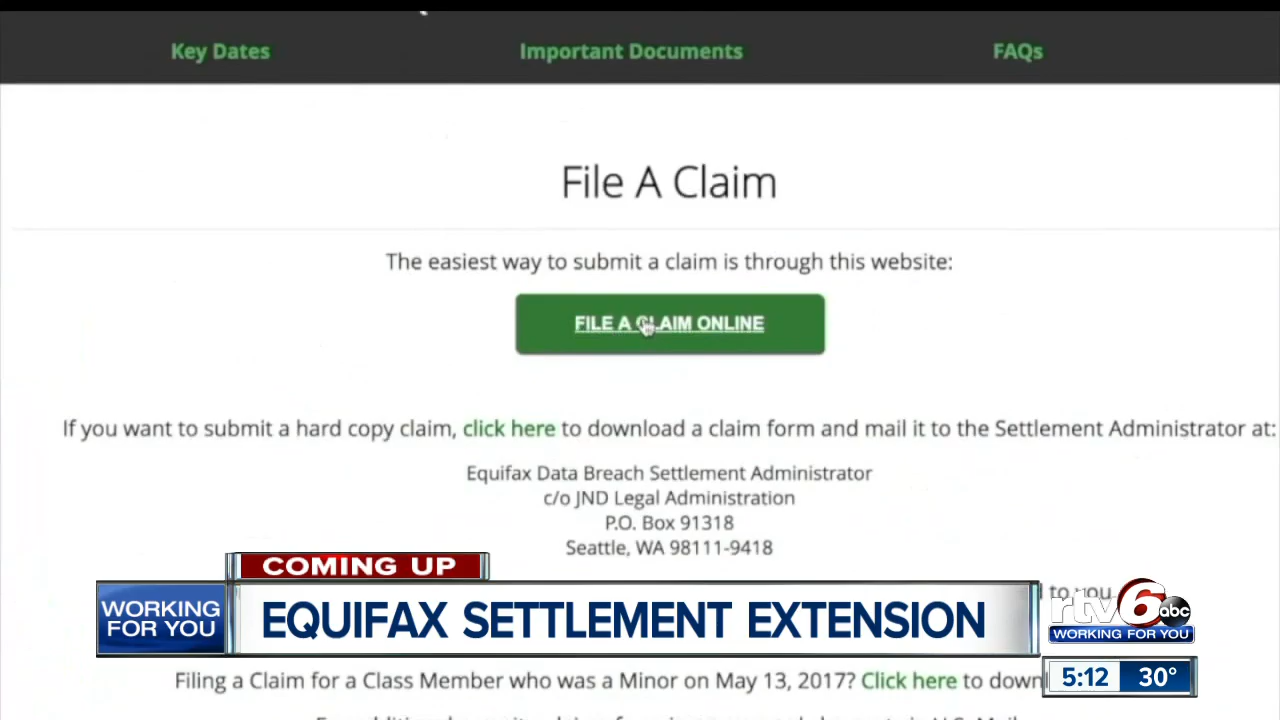 Key Dates
Important Documents
FAQs
File A Claim
The easiest way to submit a claim is through this website:
FILE A CLAIM ONLINE
If you want to submit a hard copy claim, click here to download a claim form and mail it to the Settlement Administrator at:
Equifax Data Breach Settlement Administrator
c/o JND Legal Administration
P.O. Box 91318
Seattle, WA 98111-9418
to you
COMING UP
WORKING
FOR YOU
EQUIFAX SETTLEMENT EXTENSION
rtv6 abc
WORKING FOR YOU
5:12 30°
Filing a Claim for a Class Member who was a Minor on May 13, 2017? Click here to downl